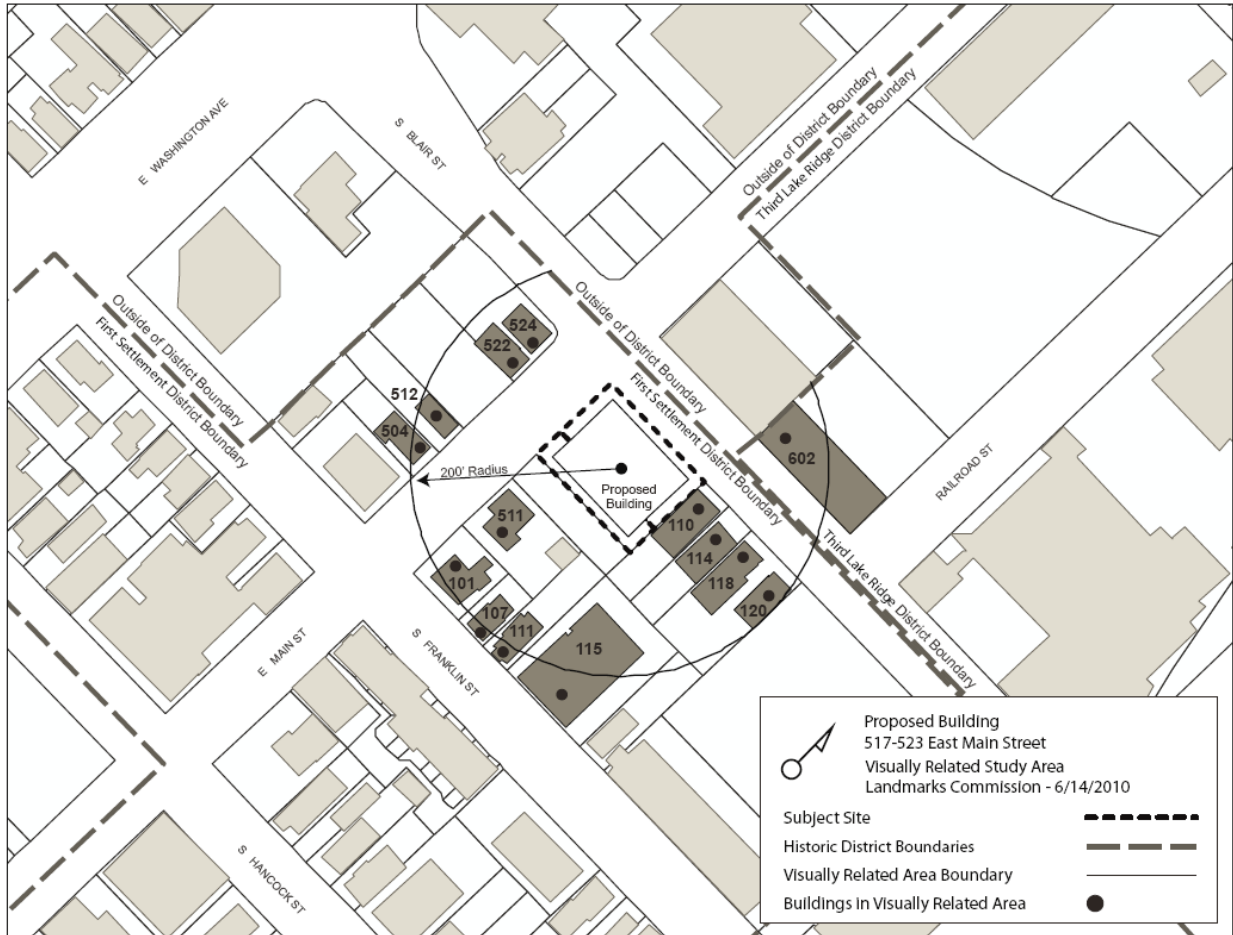 E WASHINGTON AVE
S BLAIR ST
Outside of District Boundary
Third Lake Ridge District Boundary
Outside of District Boundary
First Settlement District Boundary
524
522
512
504
Outside of District Boundary
First Settlement District Boundary
602
RAILROAD ST
200' Radius
Proposed
Building
511
110
114
118
120
101
107
111
115
Third Lake Ridge District Boundary
E MAIN ST
S FRANKLIN ST
S HANCOCK ST
Proposed Building
517-523 East Main Street
Visually Related Study Area
Landmarks Commission - 6/14/2010
Subject Site
Historic District Boundaries
Visually Related Area Boundary
Buildings in Visually Related Area